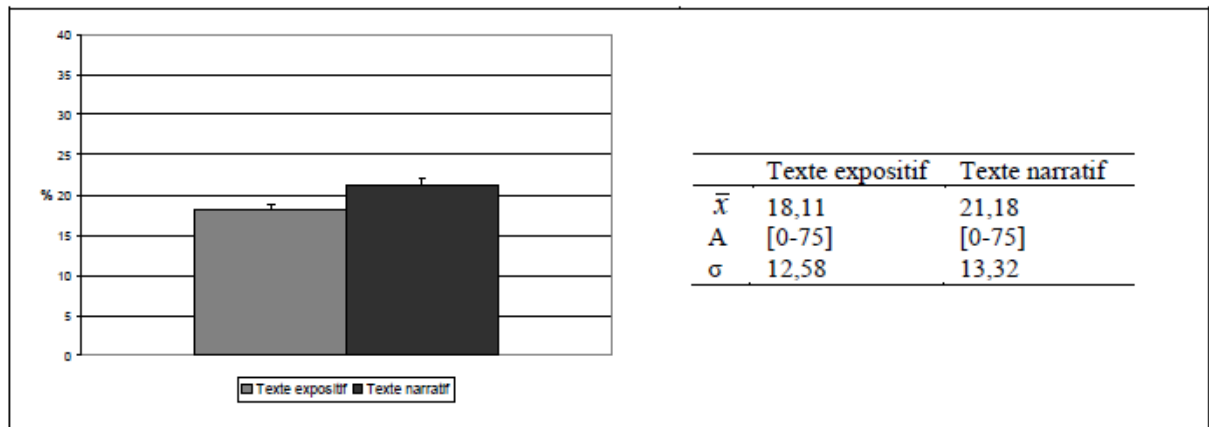 40
35
30
25
% 20
15
10
5
0
Texte expositif Texte narratif
Texte expositif Texte narratif
x̅ 18,11 21,18
A [0-75] [0-75]
σ 12,58 13,32